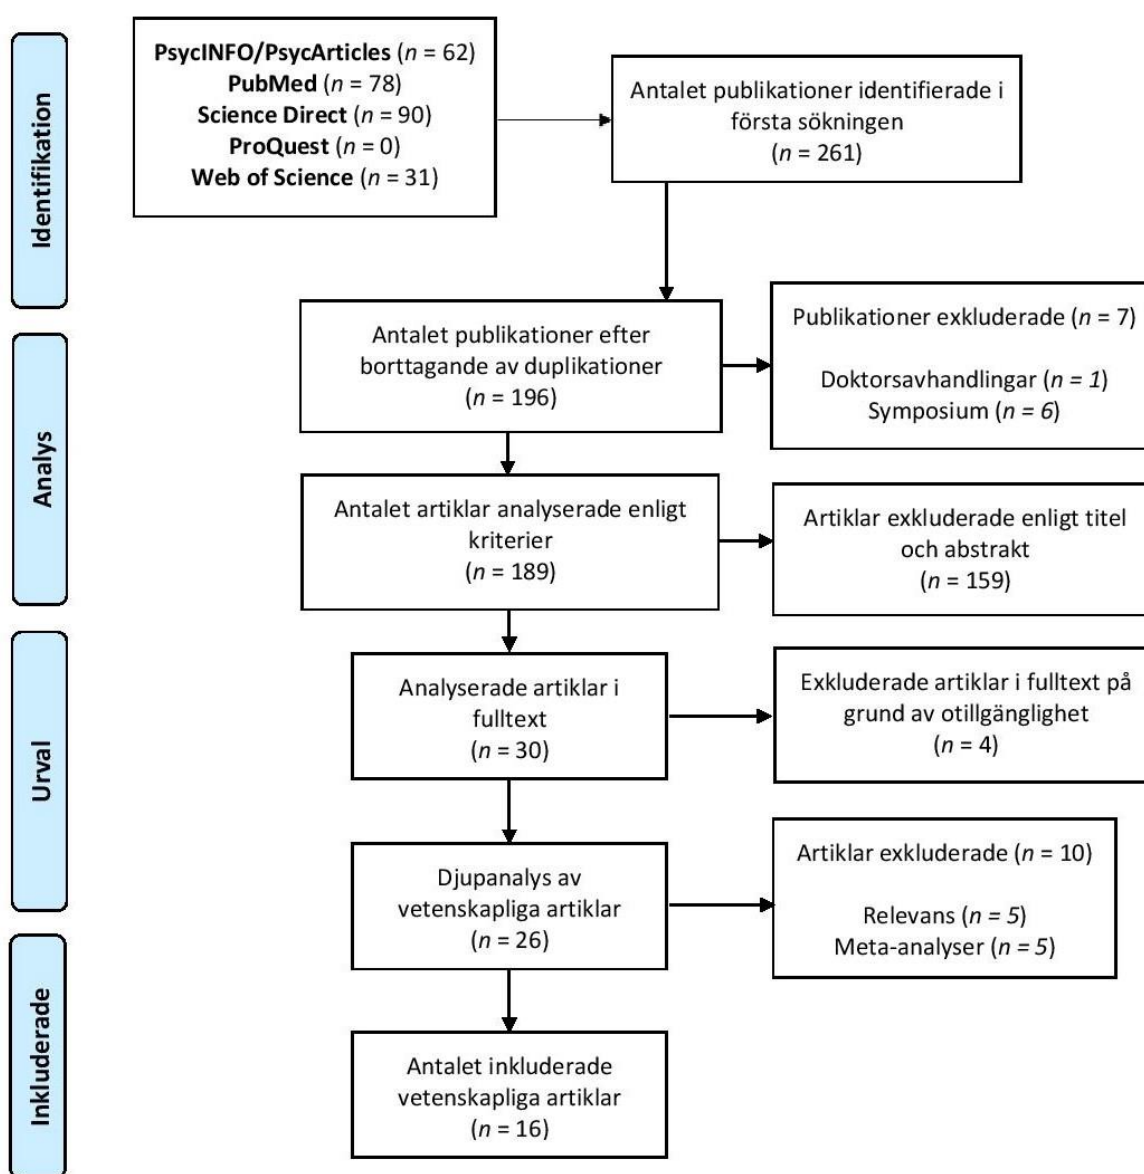 Identifikation
PsycINFO/PsycArticles (n = 62)
PubMed (n = 78)
Science Direct (n = 90)
ProQuest (n = 0)
Web of Science (n = 31)
Antalet publikationer identifierade i
första sökningen
(n = 261)
Analys
Antalet publikationer efter
borttagande av duplikationer
(n = 196)
Publikationer exkluderade (n = 7)
Doktorsavhandlingar (n = 1)
Symposium (n = 6)
Antalet artiklar analyserade enligt
kriterier
(n = 189)
Artiklar exkluderade enligt titel
och abstrakt
(n = 159)
Urval
Analyserade artiklar i
fulltext
(n = 30)
Exkluderade artiklar i fulltext på
grund av otillgänglighet
(n = 4)
Djupanalys av
vetenskapliga artiklar
(n = 26)
Artiklar exkluderade (n = 10)
Relevans (n = 5)
Meta-analyser (n = 5)
Inkluderade
Antalet inkluderade
vetenskapliga artiklar
(n = 16)